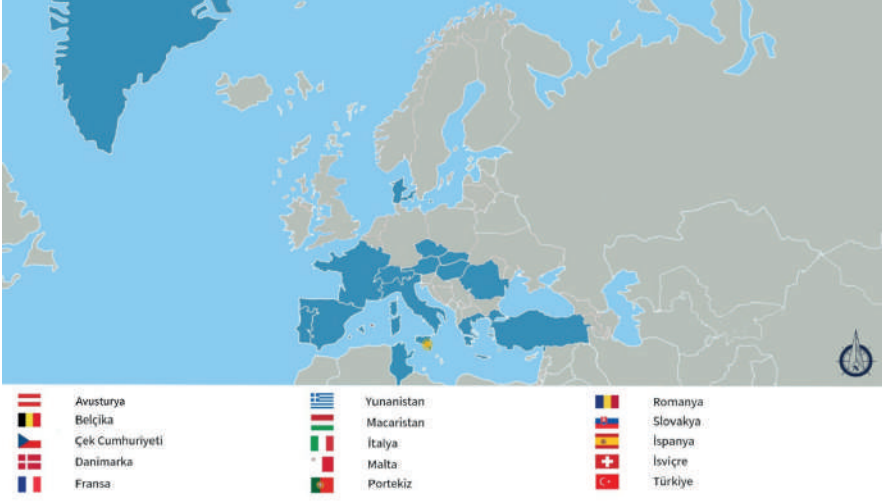 Avusturya
Belçika
Çek Cumhuriyeti
Danimarka
Fransa
Yunanistan
Macaristan
İtalya
Malta
Portekiz
Romanya
Slovakya
İspanya
İsviçre
Türkiye